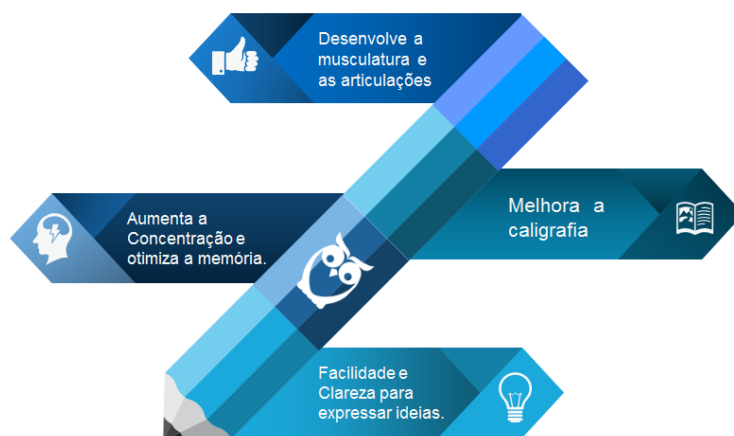 Desenvolve a
musculatura e
as articulações
Aumenta a
Concentração e
otimiza a memória.
Melhora a
caligrafia
Facilidade e
Clareza para
expressar ideias.